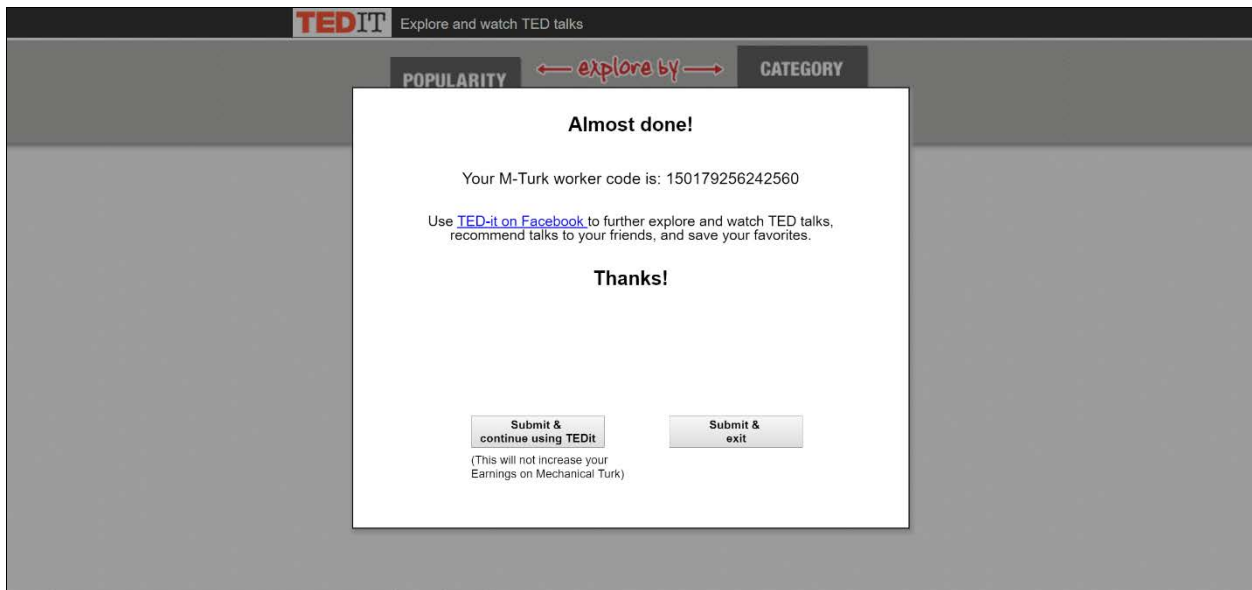 TEDIT Explore and watch TED talks
POPULARITY explore by CATEGORY
Almost done!
Your M-Turk worker code is: 150179256242560
Use TED-it on Facebook to further explore and watch TED talks,
recommend talks to your friends, and save your favorites.
Thanks!
Submit &
continue using TEDit
(This will not increase your
Earnings on Mechanical Turk)
Submit &
exit